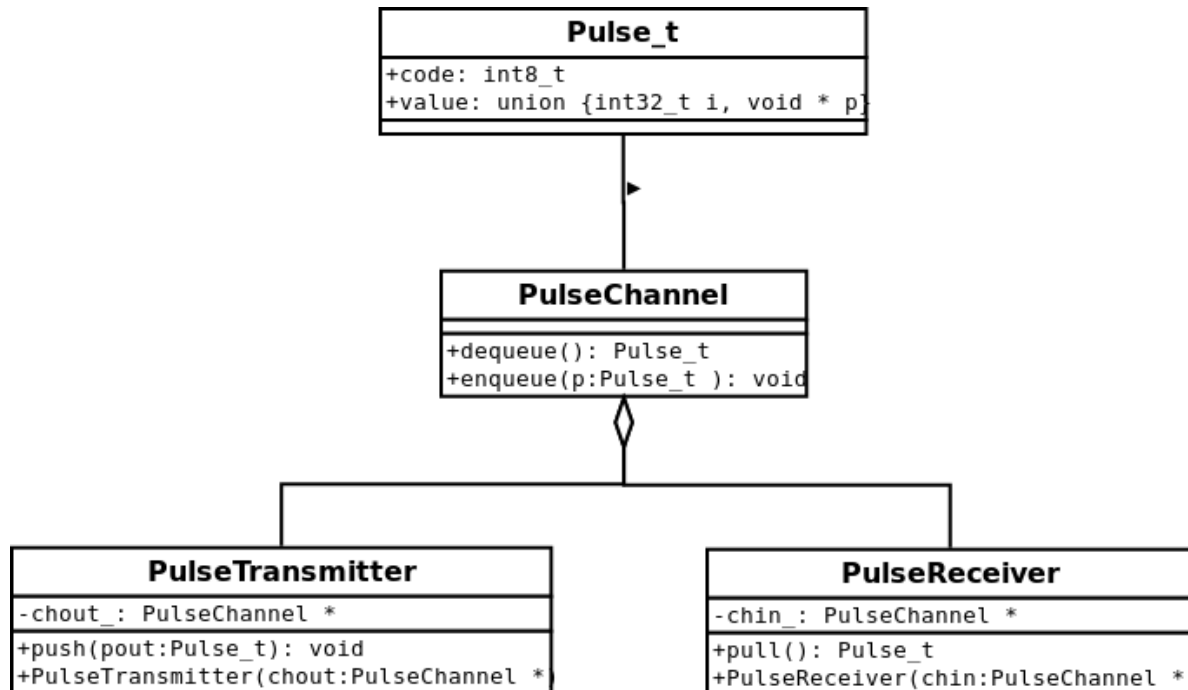 Pulse_t
+code: int8_t
+value: union {int32_t i, void * p}
PulseChannel
+dequeue(): Pulse_t
+enqueue(p:Pulse_t ): void
PulseTransmitter
-chout_: PulseChannel *
+push(pout:Pulse_t): void
+PulseTransmitter(chout:PulseChannel *)
PulseReceiver
-chin_: PulseChannel *
+pull(): Pulse_t
+PulseReceiver(chin:PulseChannel *